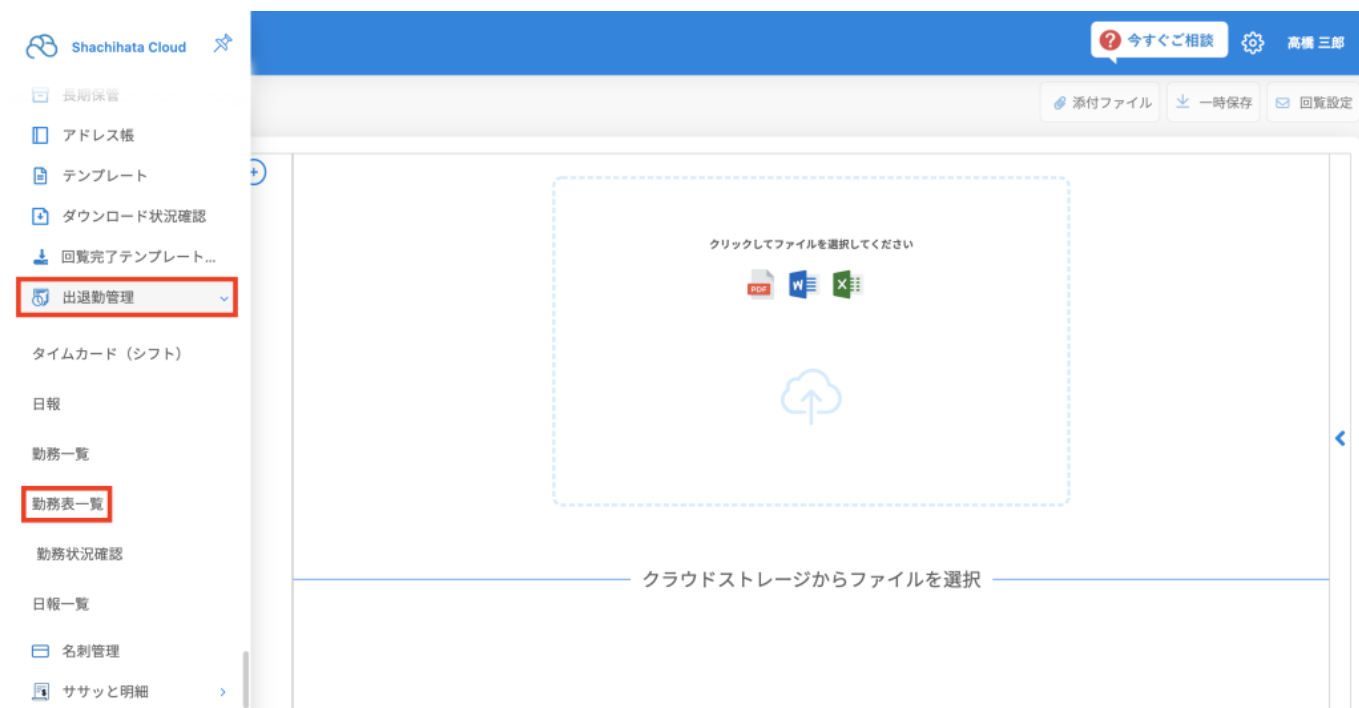 Shachihata Cloud
今すぐご相談
高橋 三郎
長期保管
添付ファイル
一時保存
回覧設定
アドレス帳
テンプレート
ダウンロード状況確認
回覧完了テンプレート...
出退勤管理
タイムカード（シフト）
日報
勤務一覧
勤務表一覧
勤務状況確認
日報一覧
名刺管理
ササッと明細
クリックしてファイルを選択してください
PDF
W
X
クラウドストレージからファイルを選択